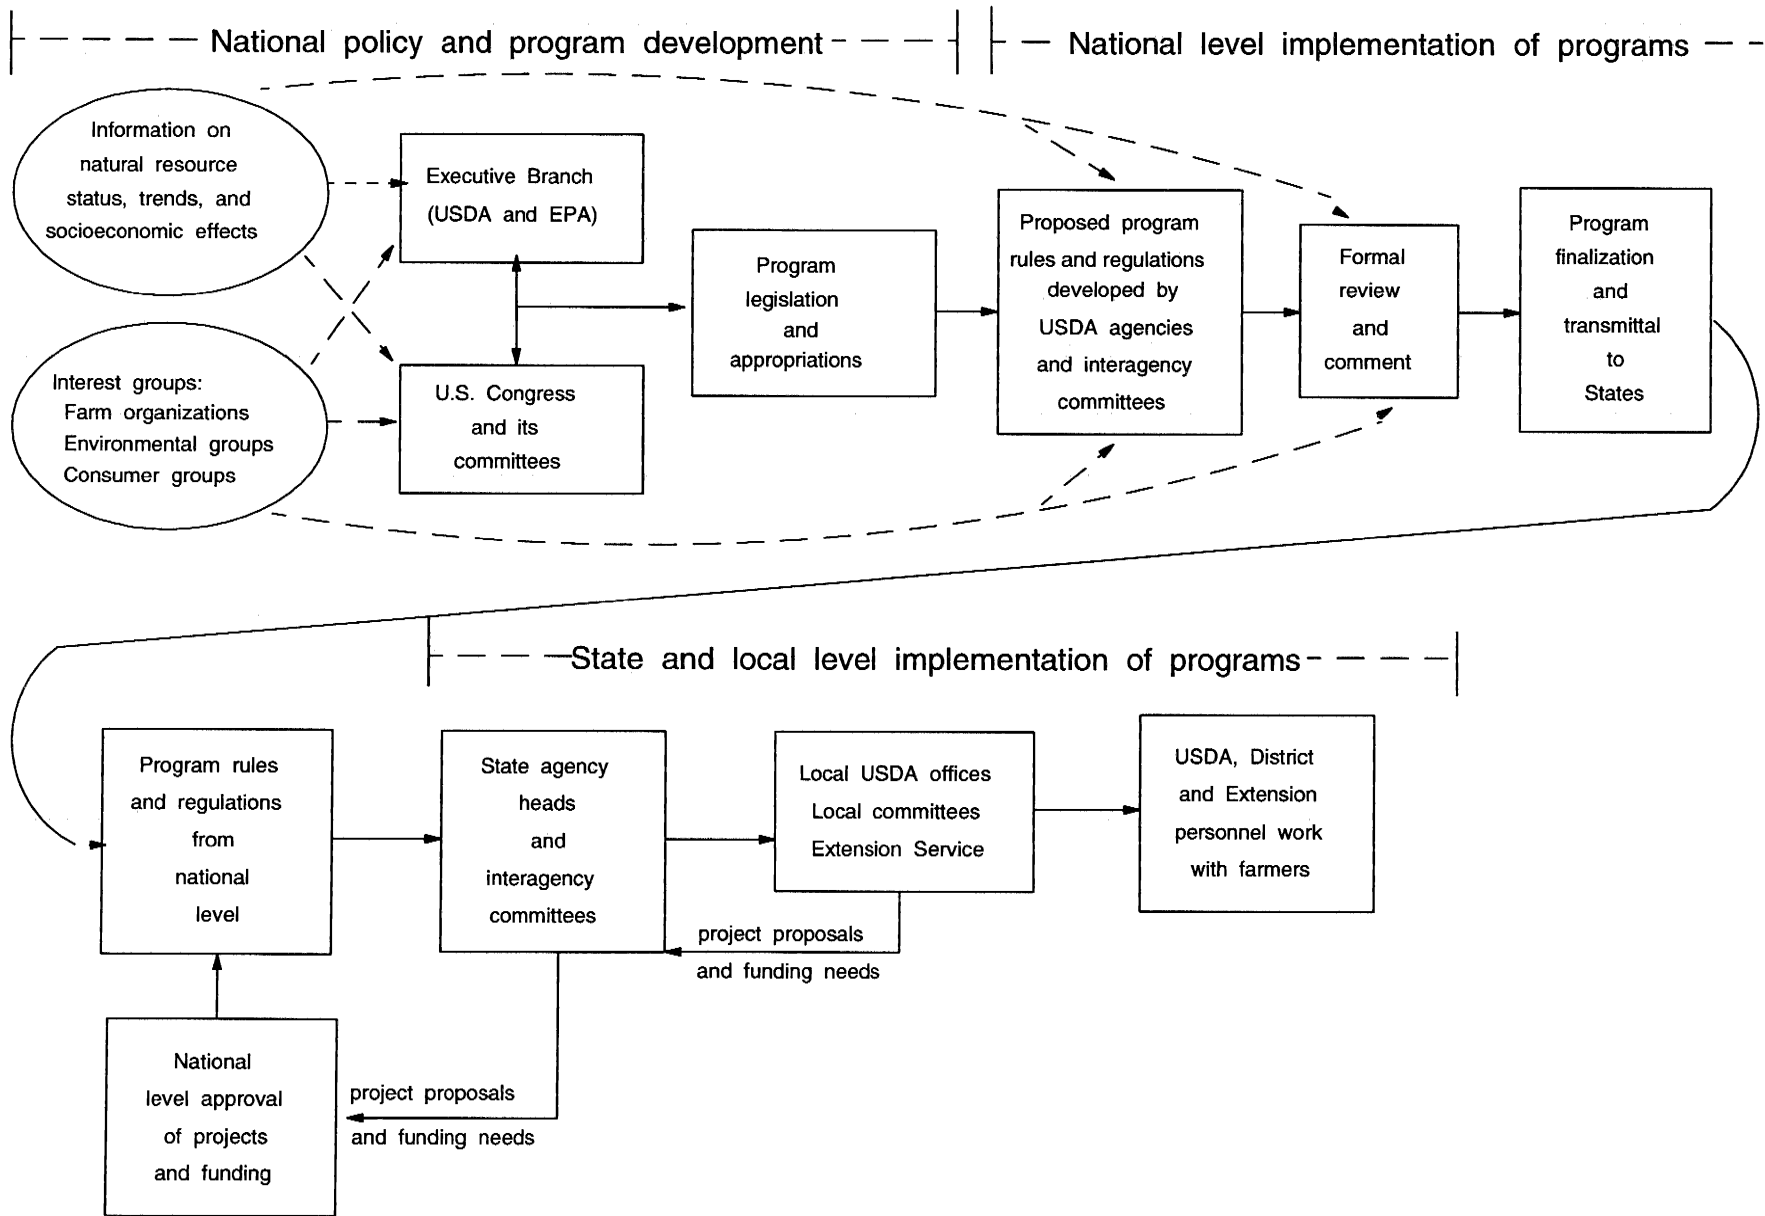 National policy and program development
National level implementation of programs
Information on
natural resource
status, trends, and
socioeconomic effects
Executive Branch
(USDA and EPA)
Interest groups:
Farm organizations
Environmental groups
Consumer groups
U.S. Congress
and its
committees
Program
legislation
and
appropriations
Proposed program
rules and regulations
developed by
USDA agencies
and interagency
committees
Formal
review
and
comment
Program
finalization
and
transmittal
to
States
State and local level implementation of programs
Program rules
and regulations
from
national
level
State agency
heads
and
interagency
committees
Local USDA offices
Local committees
Extension Service
USDA, District
and Extension
personnel work
with farmers
project proposals
and funding needs
National
level approval
of projects
and funding
project proposals
and funding needs